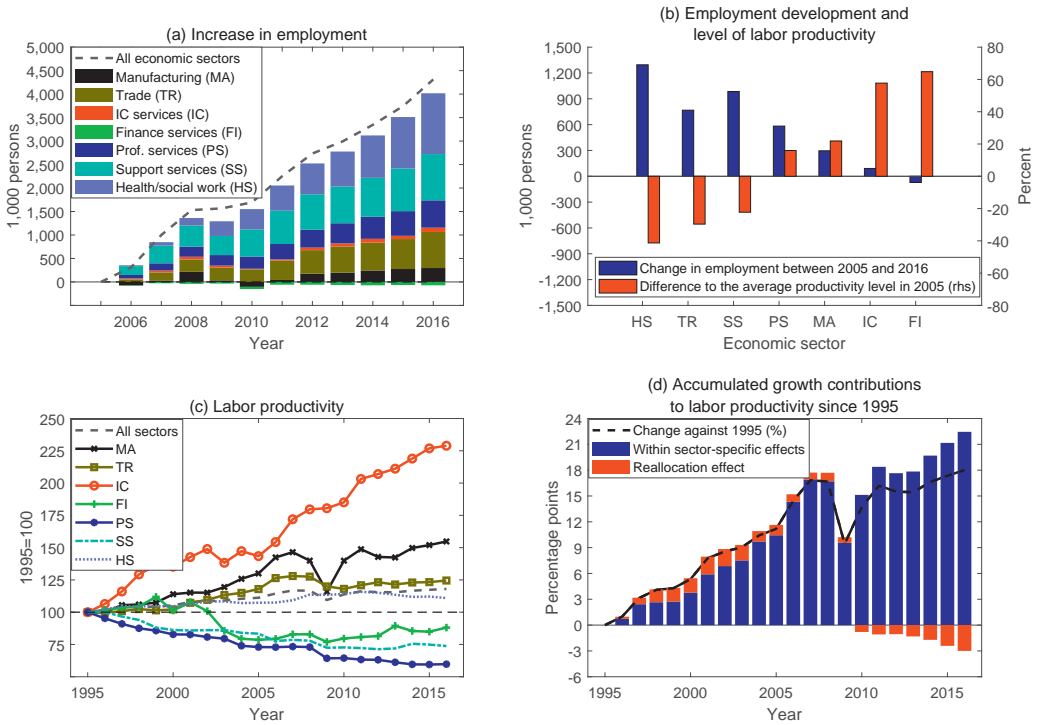 (a) Increase in employment
5,000
4,500
4,000
3,500
3,000
2,500
2,000
1,500
1,000
500
0
-500
1,000 persons
All economic sectors
Manufacturing (MA)
Trade (TR)
IC services (IC)
Finance services (FI)
Prof. services (PS)
Support services (SS)
Health/social work (HS)
2006 2008 2010 2012 2014 2016
Year
(b) Employment development and
level of labor productivity
1,500
1,200
900
600
300
0
-300
-600
-900
-1,200
-1,500
1,000 persons
80
60
40
20
0
-20
-40
-60
-80
Percent
Change in employment between 2005 and 2016
Difference to the average productivity level in 2005 (rhs)
HS TR SS PS MA IC FI
Economic sector
(c) Labor productivity
250
225
200
175
150
125
100
75
1995=100
All sectors
MA
TR
IC
FI
PS
SS
HS
1995 2000 2005 2010 2015
Year
(d) Accumulated growth contributions
to labor productivity since 1995
24
21
18
15
12
9
6
3
0
-3
-6
Percentage points
Change against 1995 (%)
Within sector-specific effects
Reallocation effect
1995 2000 2005 2010 2015
Year